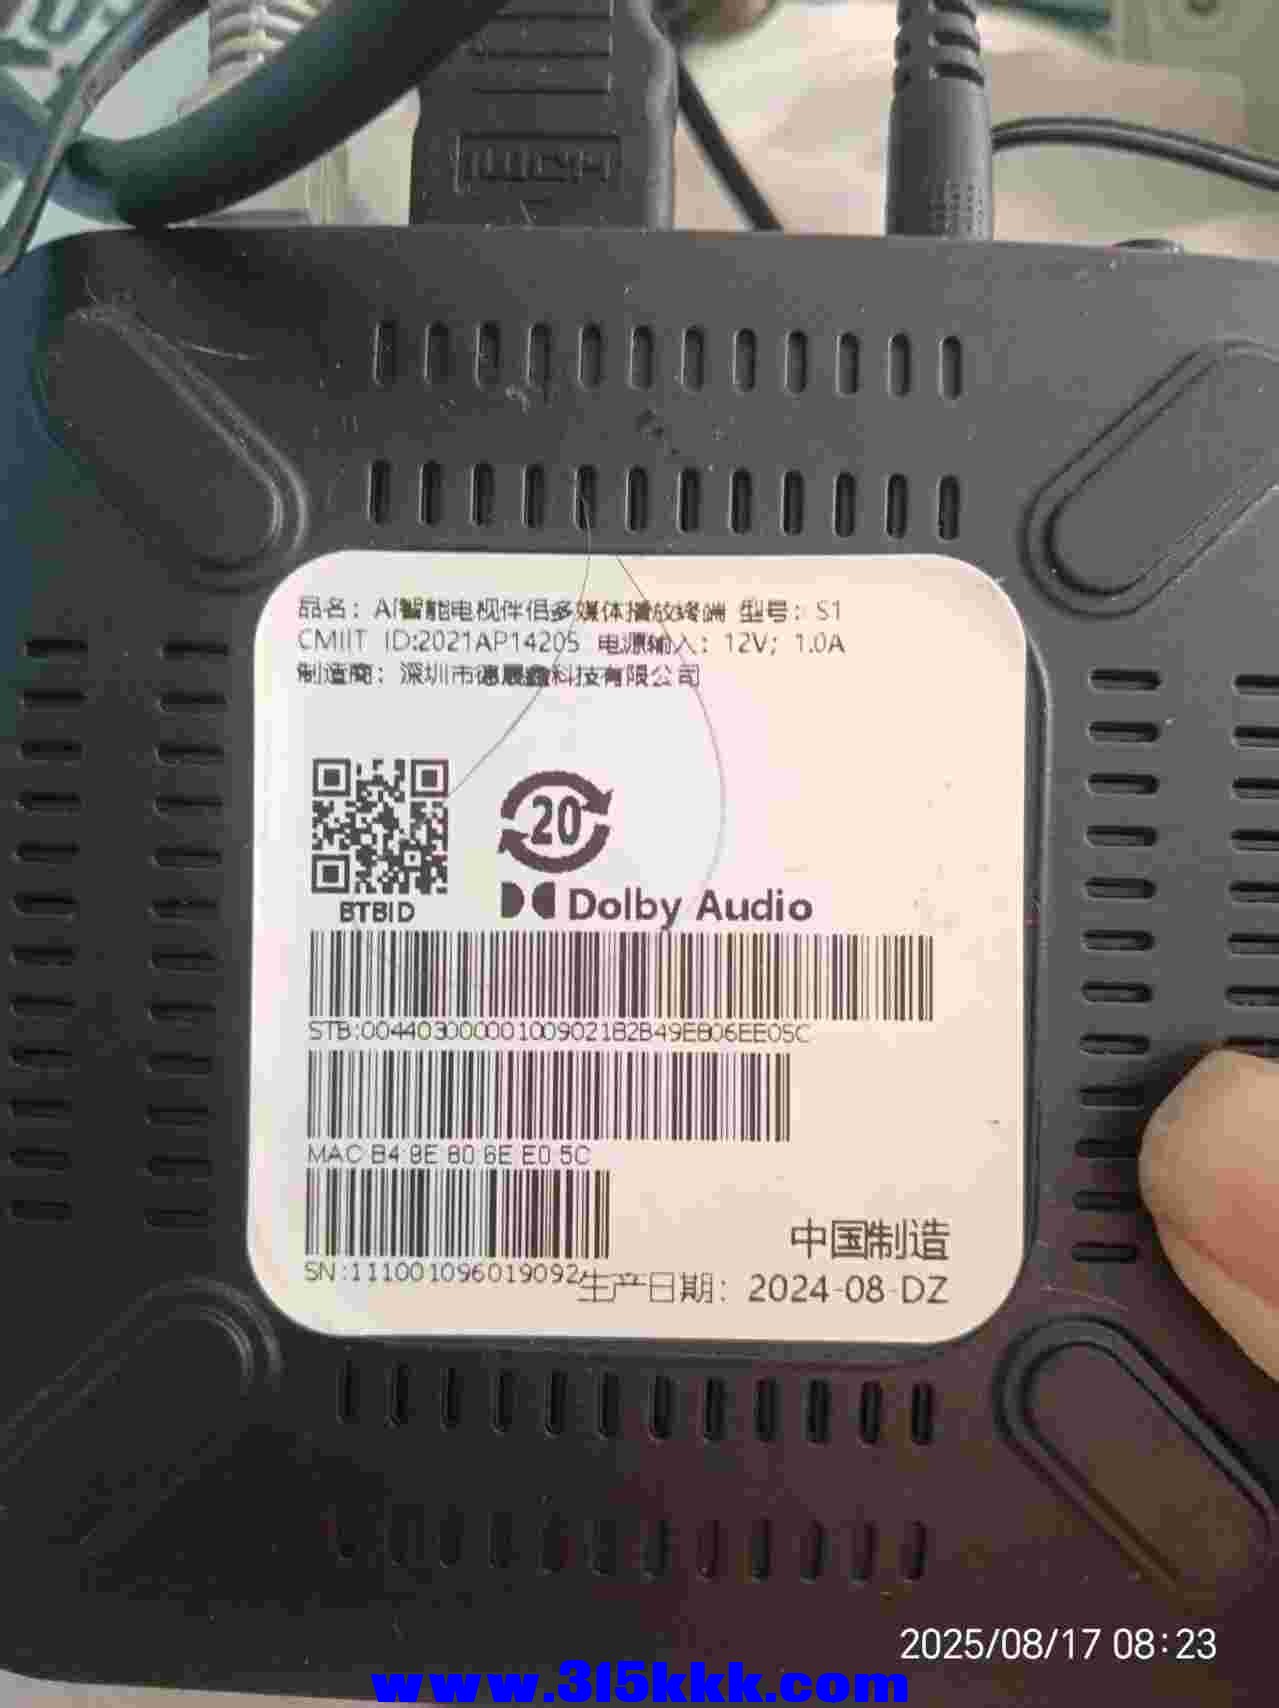 HDMI
品名：AI智能电视伴侣多媒体播放终端 型号：S1
CMIIT ID:2021AP14205 电源输入：12V；1.0A
制造商：深圳市德晟鑫科技有限公司
20
BTBID
Dolby Audio
STB:004403000001009021B2B49EB06EE05C
MAC B4 9E 80 6E E0 5C
SN:111001096019092
中国制造
生产日期：2024-08-DZ
2025/08/17 08:23
www.315kkk.com